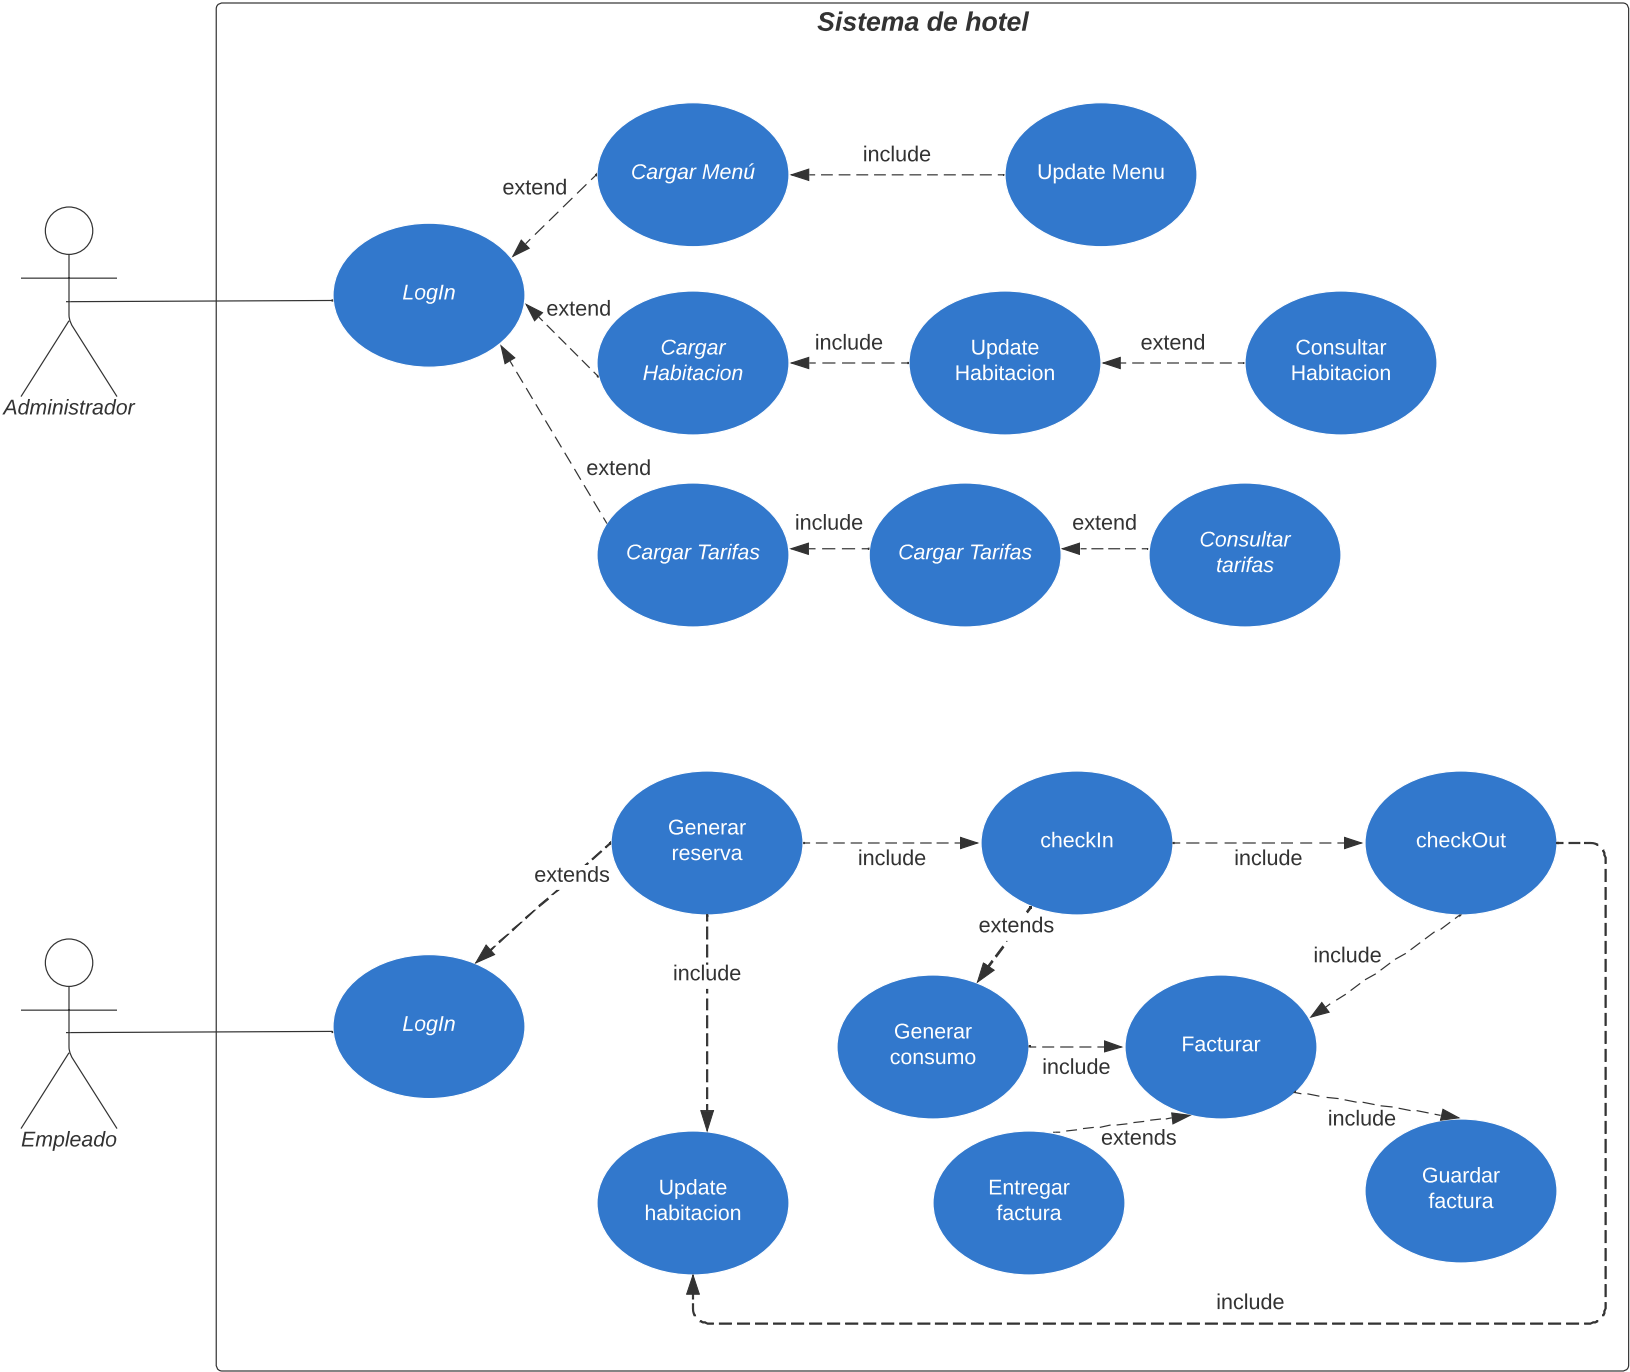 Sistema de hotel
Cargar Menú
include
Update Menu
extend
LogIn
extend
Cargar
Habitacion
include
Update
Habitacion
extend
Consultar
Habitacion
Administrador
extend
Cargar Tarifas
include
Cargar Tarifas
extend
Consultar
tarifas
Generar
reserva
include
checkIn
include
checkOut
extends
extends
include
include
LogIn
Generar
consumo
include
Facturar
Empleado
extends
include
Update
habitacion
Entregar
factura
Guardar
factura
include